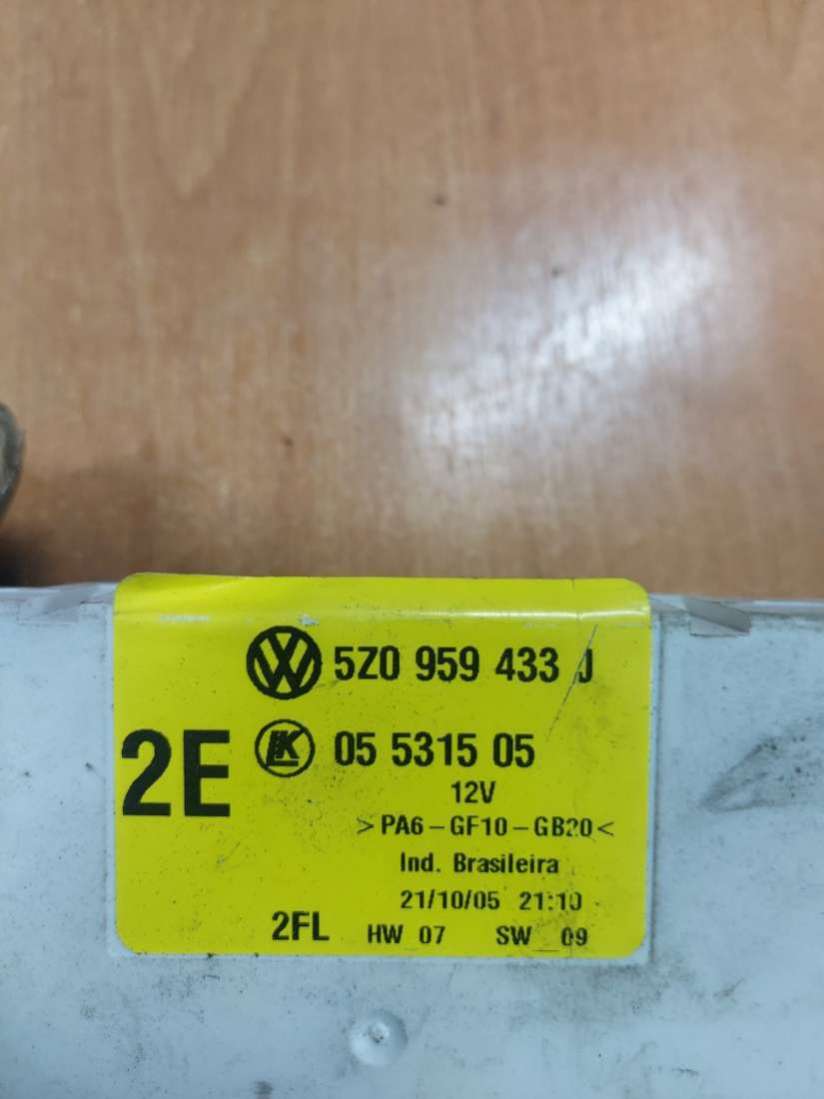 5Z0 959 433 J
2E
LK 05 5315 05
12V
>PA6-GF10-GB20<
Ind. Brasileira
21/10/05 21:10
2FL HW 07 SW 09